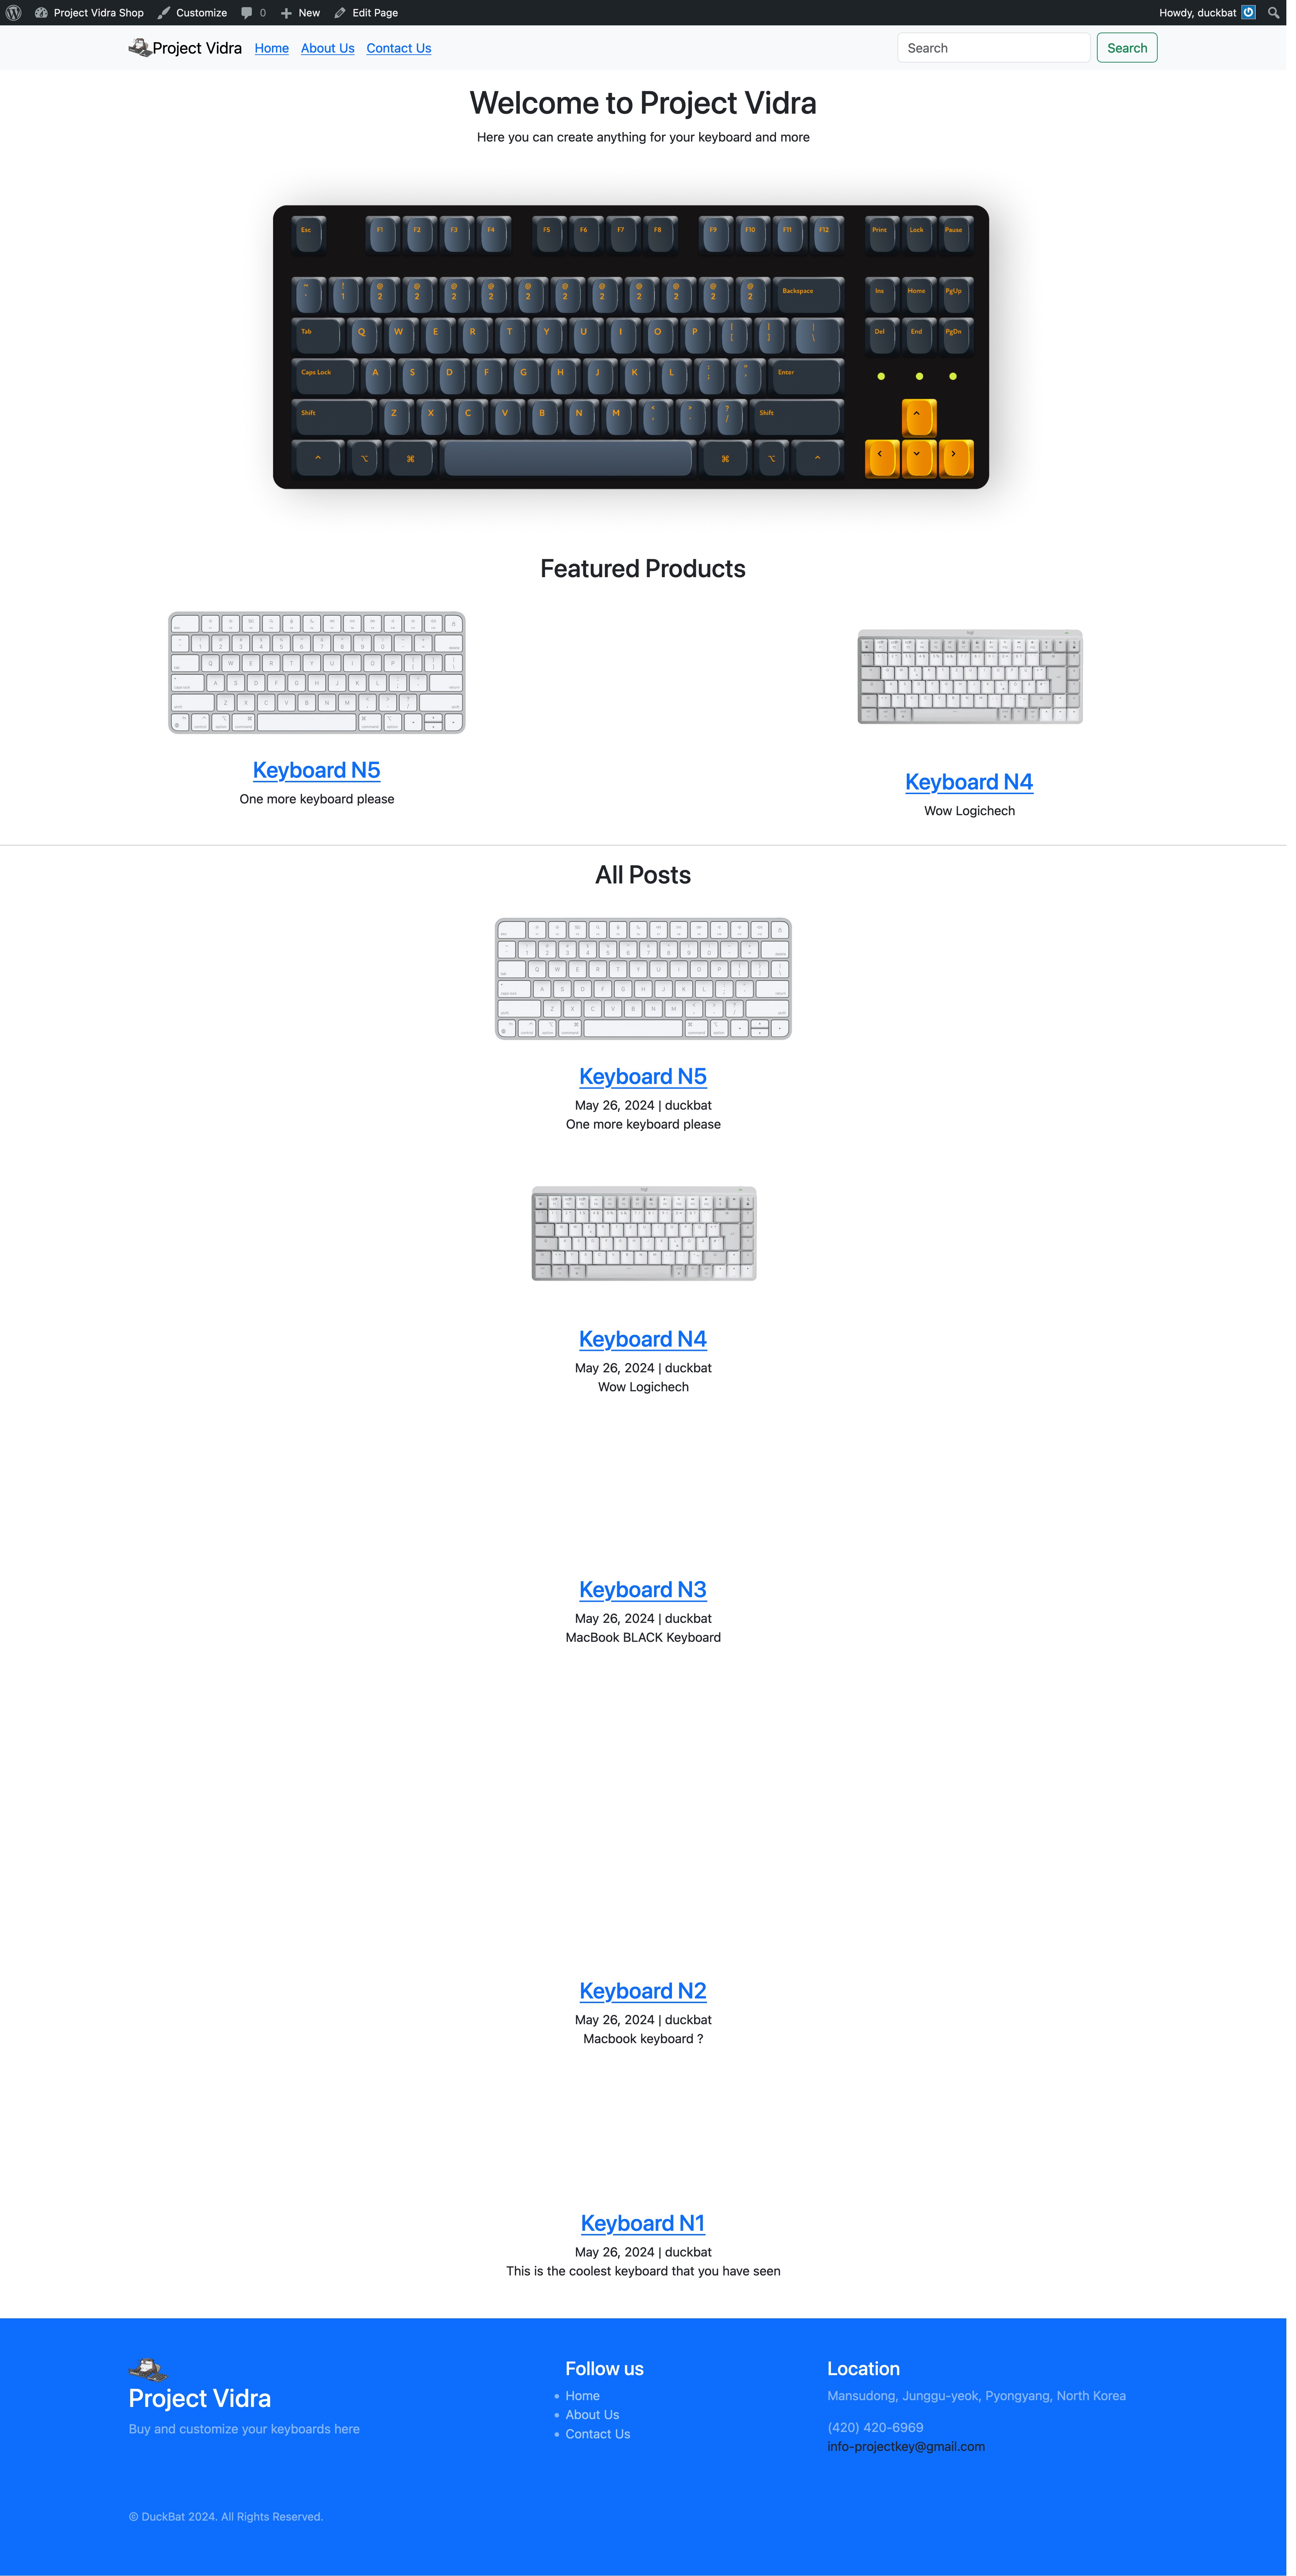 Project Vidra Shop Customize 0 New Edit Page Howdy, duckbat
Project Vidra Home About Us Contact Us Search Search
Welcome to Project Vidra
Here you can create anything for your keyboard and more
Esc F1 F2 F3 F4 F5 F6 F7 F8 F9 F10 F11 F12 Print Lock Pause
~ ! @ @ @ @ @ @ @ @ @ @ @ Backspace Ins Home PgUp
1 2 2 2 2 2 2 2 2 2 2 2
Tab Q W E R T Y U I O P [ ] | \ Del End PgDn
Caps Lock A S D F G H J K L : ; " ' Enter
Shift Z X C V B N M < , > . ? / Shift ^
^ ⌥ ⌘ ⌘ ⌥ ^ < ⌄ >
Featured Products
Keyboard N5
One more keyboard please
Keyboard N4
Wow Logichech
All Posts
Keyboard N5
May 26, 2024 | duckbat
One more keyboard please
Keyboard N4
May 26, 2024 | duckbat
Wow Logichech
Keyboard N3
May 26, 2024 | duckbat
MacBook BLACK Keyboard
Keyboard N2
May 26, 2024 | duckbat
Macbook keyboard ?
Keyboard N1
May 26, 2024 | duckbat
This is the coolest keyboard that you have seen
Project Vidra
Buy and customize your keyboards here
Follow us
Home
About Us
Contact Us
Location
Mansudong, Junggu-yeok, Pyongyang, North Korea
(420) 420-6969
info-projectkey@gmail.com
© DuckBat 2024. All Rights Reserved.